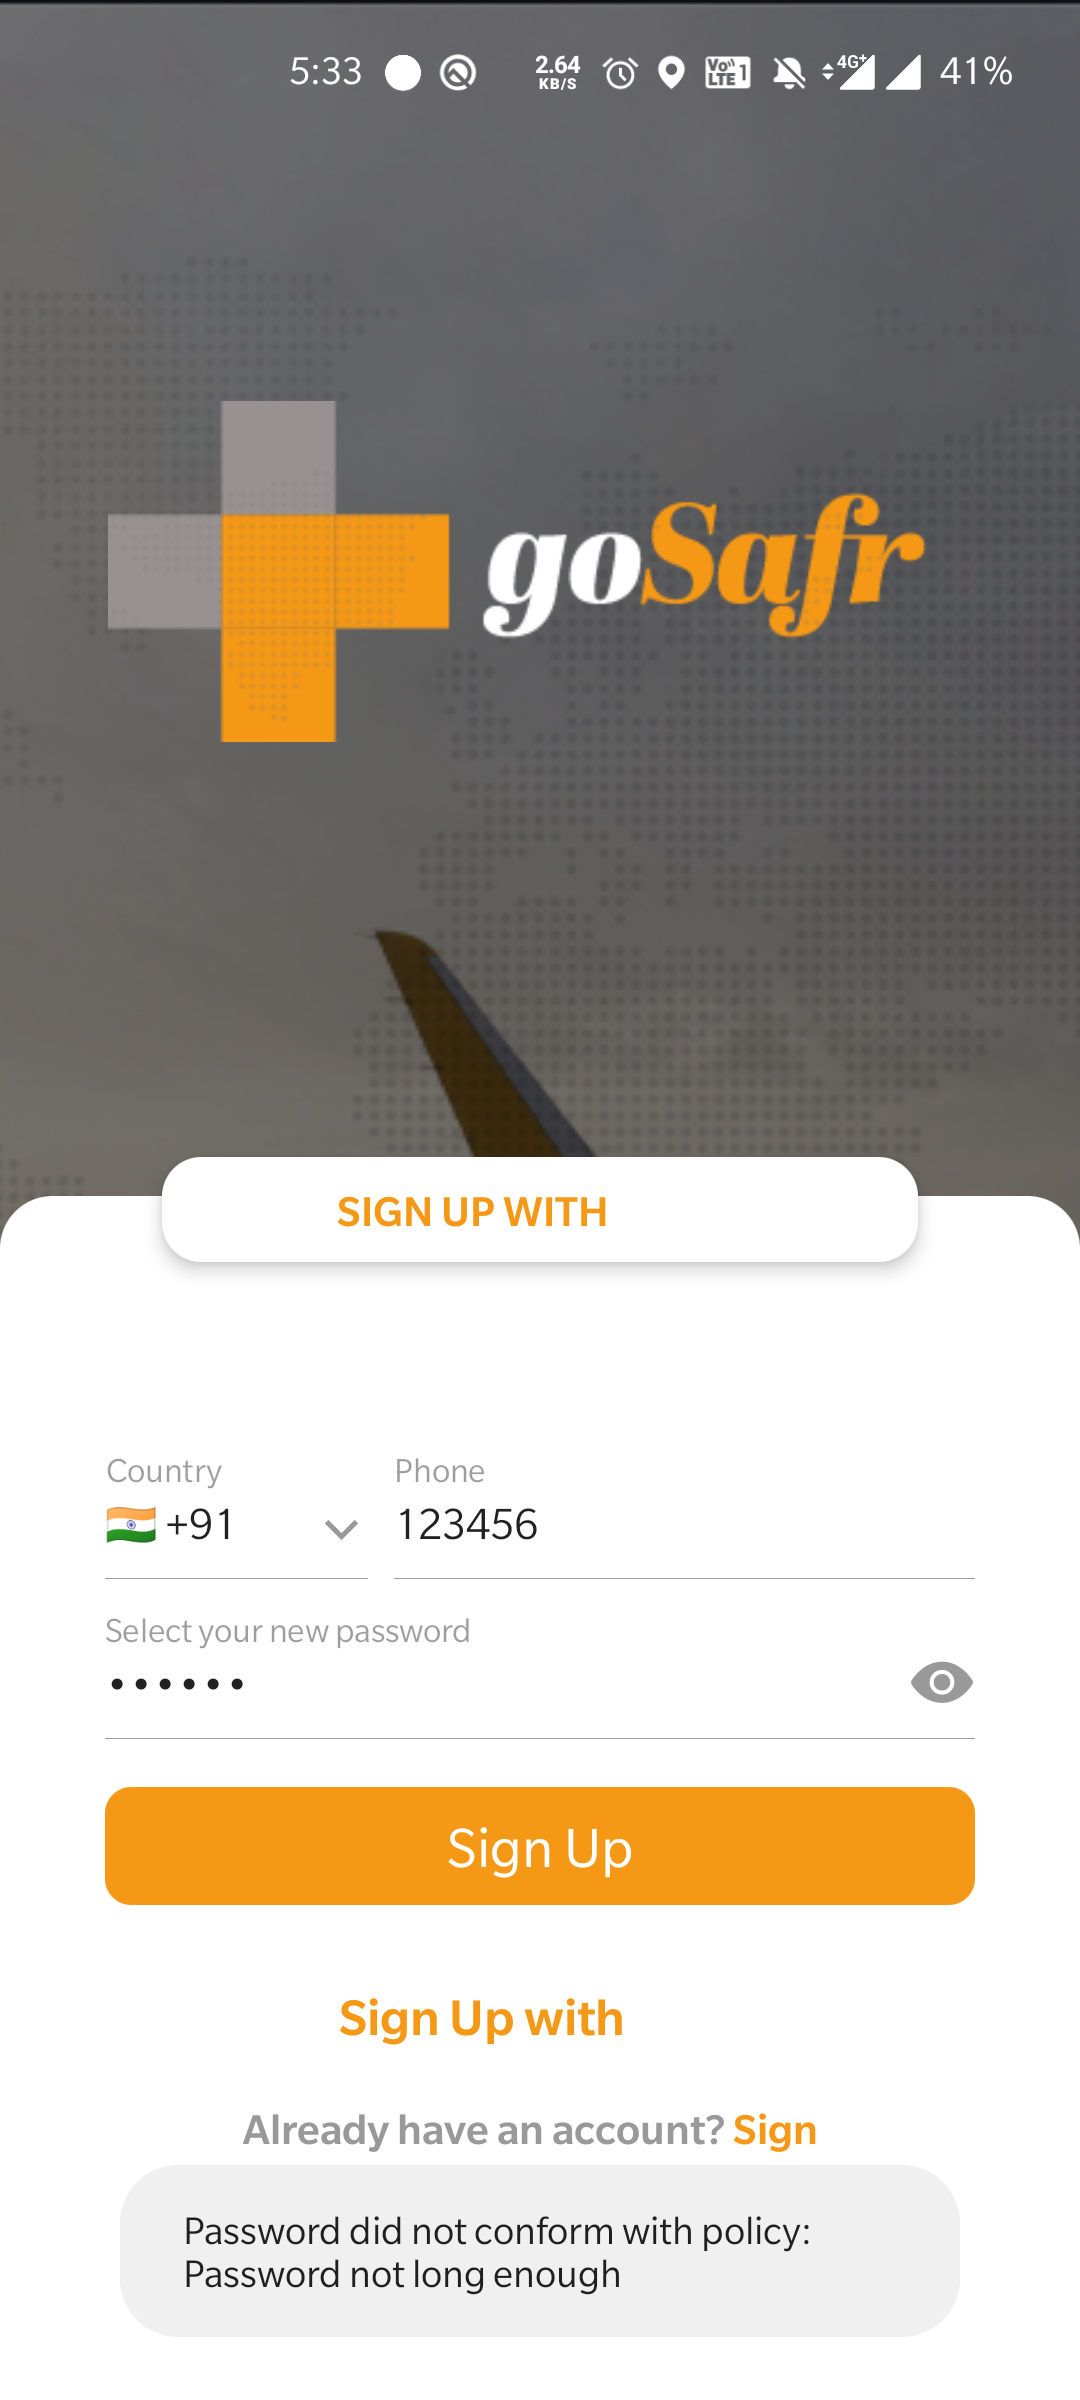 5:33 2.64 KB/S VoLTE 1 4G+ 41%
goSafr
SIGN UP WITH
Country Phone
+91 123456
Select your new password
••••••
Sign Up
Sign Up with
Already have an account? Sign
Password did not conform with policy:
Password not long enough